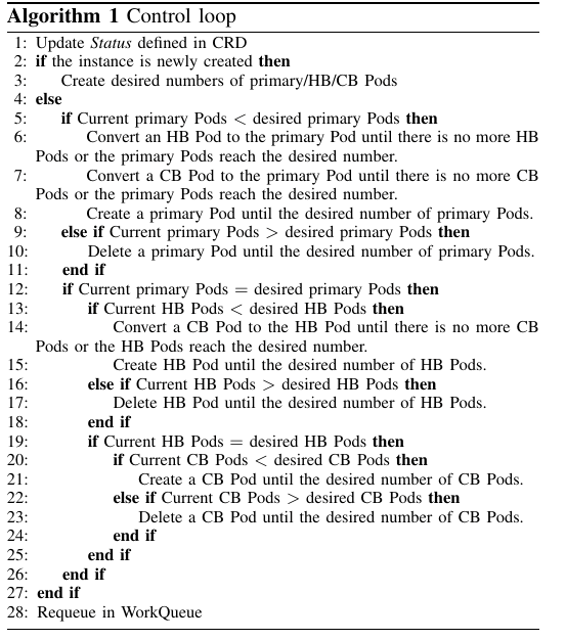 Algorithm 1 Control loop
1: Update Status defined in CRD
2: if the instance is newly created then
3: Create desired numbers of primary/HB/CB Pods
4: else
5: if Current primary Pods < desired primary Pods then
6: Convert an HB Pod to the primary Pod until there is no more HB
Pods or the primary Pods reach the desired number.
7: Convert a CB Pod to the primary Pod until there is no more CB
Pods or the primary Pods reach the desired number.
8: Create a primary Pod until the desired number of primary Pods.
9: else if Current primary Pods > desired primary Pods then
10: Delete a primary Pod until the desired number of primary Pods.
11: end if
12: if Current primary Pods = desired primary Pods then
13: if Current HB Pods < desired HB Pods then
14: Convert a CB Pod to the HB Pod until there is no more CB
Pods or the HB Pods reach the desired number.
15: Create HB Pod until the desired number of HB Pods.
16: else if Current HB Pods > desired HB Pods then
17: Delete HB Pod until the desired number of HB Pods.
18: end if
19: if Current HB Pods = desired HB Pods then
20: if Current CB Pods < desired CB Pods then
21: Create a CB Pod until the desired number of CB Pods.
22: else if Current CB Pods > desired CB Pods then
23: Delete a CB Pod until the desired number of CB Pods.
24: end if
25: end if
26: end if
27: end if
28: Requeue in WorkQueue